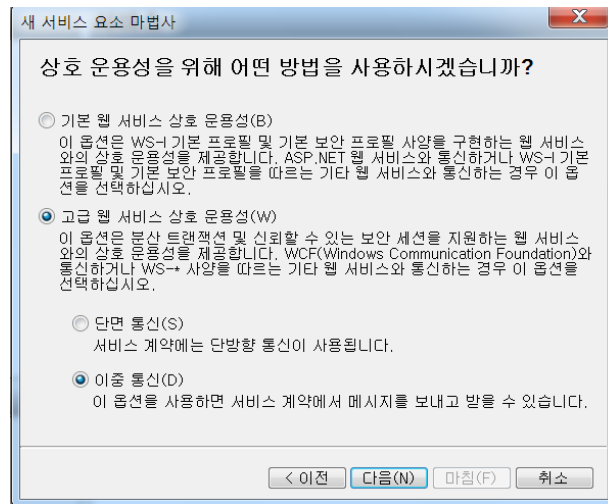 새 서비스 요소 마법사
상호 운용성을 위해 어떤 방법을 사용하시겠습니까?
기본 웹 서비스 상호 운용성(B)
이 옵션은 WS-I 기본 프로필 및 기본 보안 프로필 사양을 구현하는 웹 서비스
와의 상호 운용성을 제공합니다. ASP.NET 웹 서비스와 통신하거나 WS-I 기본
프로필 및 기본 보안 프로필을 따르는 기타 웹 서비스와 통신하는 경우 이 옵
션을 선택하십시오.
고급 웹 서비스 상호 운용성(W)
이 옵션은 분산 트랜잭션 및 신뢰할 수 있는 보안 세션을 지원하는 웹 서비스
와의 상호 운용성을 제공합니다. WCF(Windows Communication Foundation)와
통신하거나 WS-* 사양을 따르는 기타 웹 서비스와 통신하는 경우 이 옵션을
선택하십시오.
단면 통신(S)
서비스 계약에는 단방향 통신이 사용됩니다.
이중 통신(D)
이 옵션을 사용하면 서비스 계약에서 메시지를 보내고 받을 수 있습니다.
< 이전 다음(N) 마침(F) 취소